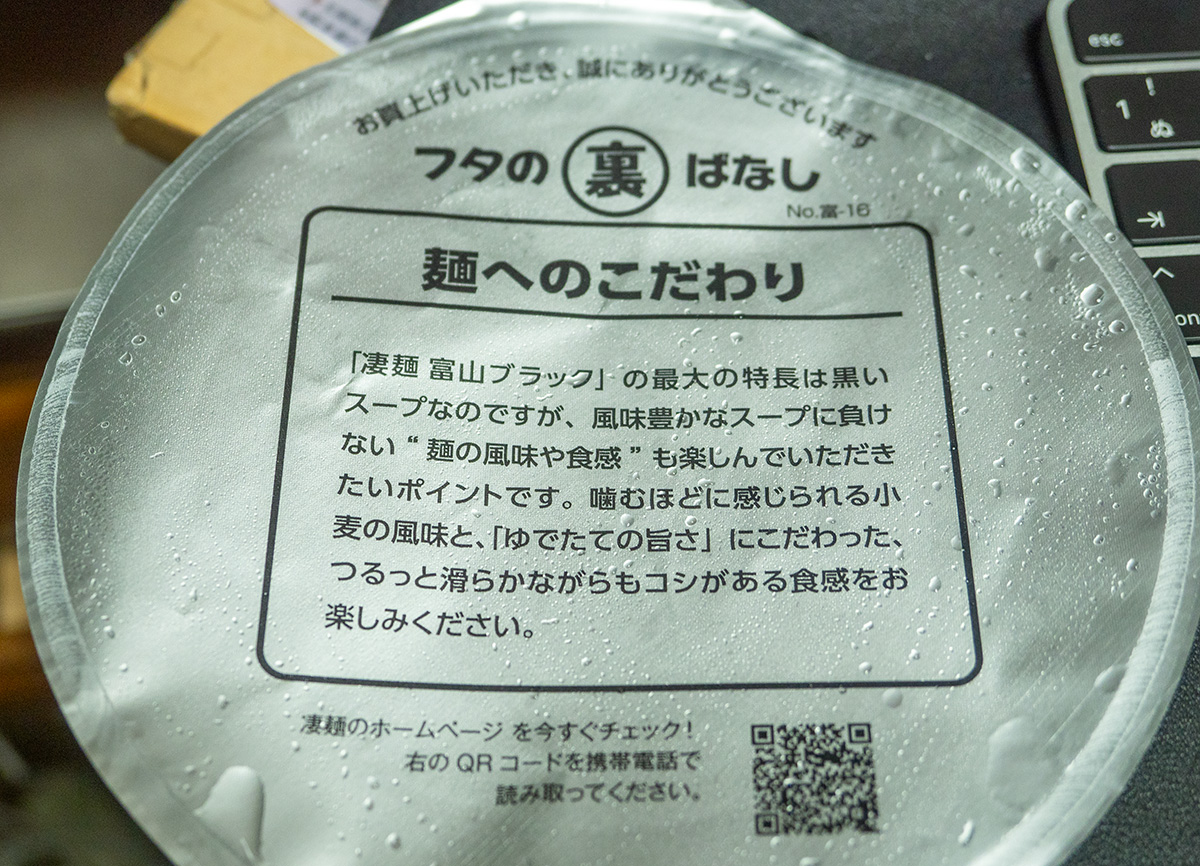 お買上げいただき、誠にありがとうございます
フタの裏ばなし
No.富-16
麺へのこだわり
「凄麺 富山ブラック」の最大の特長は黒い
スープなのですが、風味豊かなスープに負け
ない“麺の風味や食感”も楽しんでいただき
たいポイントです。噛むほどに感じられる小
麦の風味と、「ゆでたての旨さ」にこだわった、
つるっと滑らかながらもコシがある食感をお
楽しみください。
凄麺のホームページ を今すぐチェック！
右のQRコードを携帯電話で
読み取ってください。
esc
!
1
ぬ
on